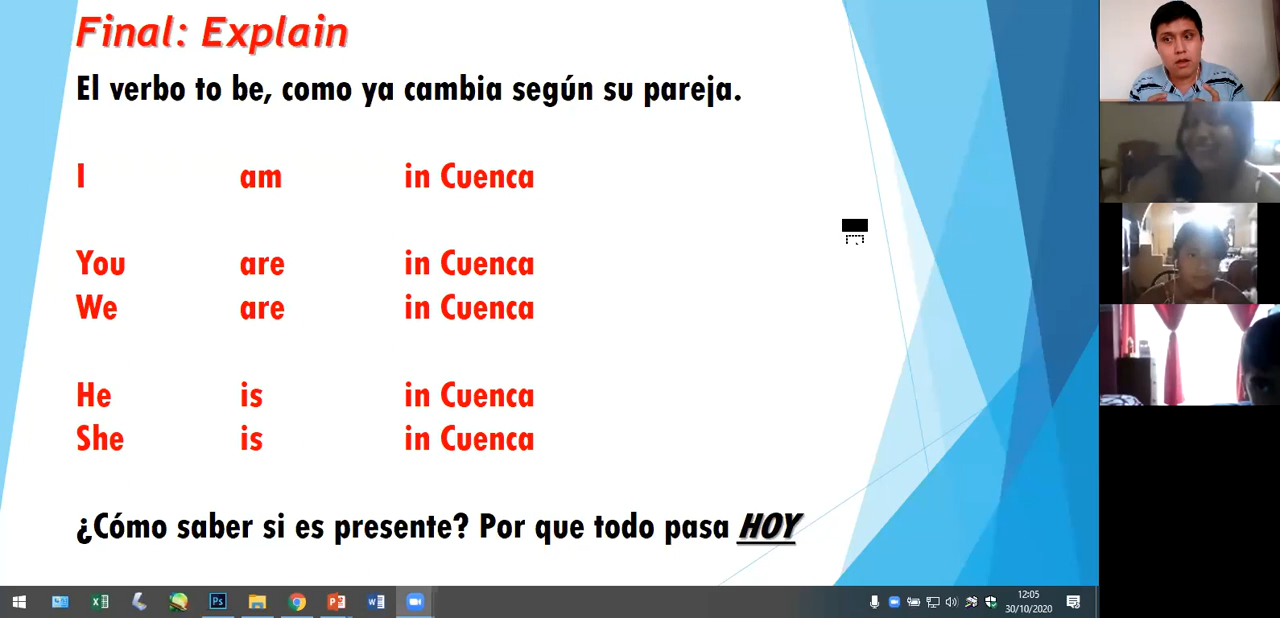 Final: Explain
El verbo to be, como ya cambia según su pareja.
I am in Cuenca
You are in Cuenca
We are in Cuenca
He is in Cuenca
She is in Cuenca
¿Cómo saber si es presente? Por que todo pasa HOY
12:05
30/10/2020